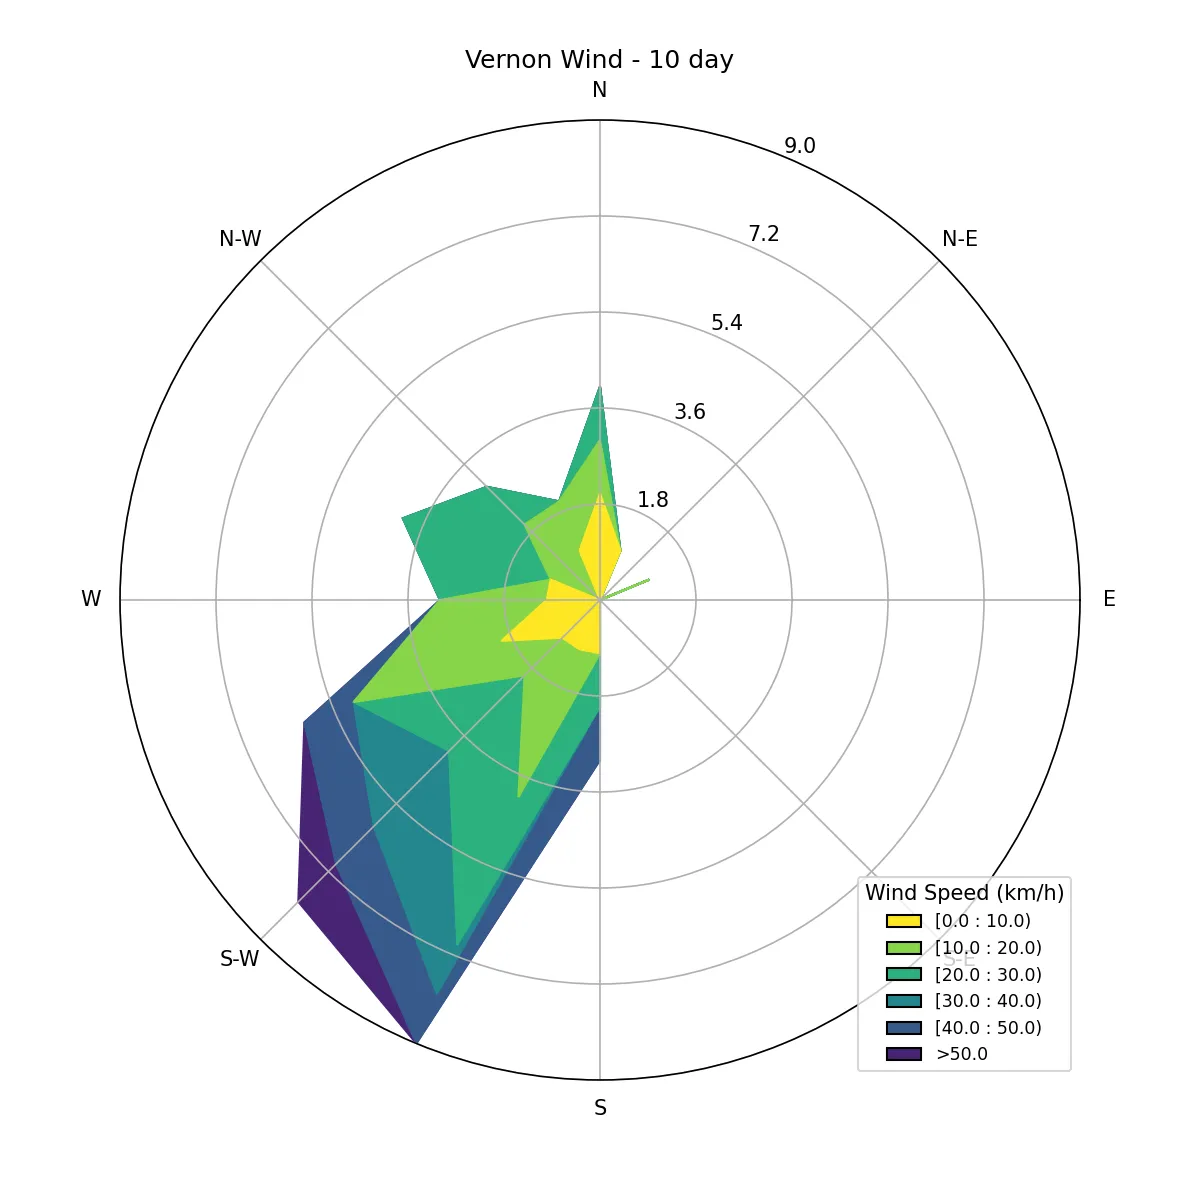 Vernon Wind - 10 day
N
9.0
7.2
N-W
N-E
5.4
3.6
1.8
W
E
Wind Speed (km/h)
[0.0 : 10.0)
[10.0 : 20.0)
[20.0 : 30.0)
[30.0 : 40.0)
[40.0 : 50.0)
>50.0
S-W
S-E
S